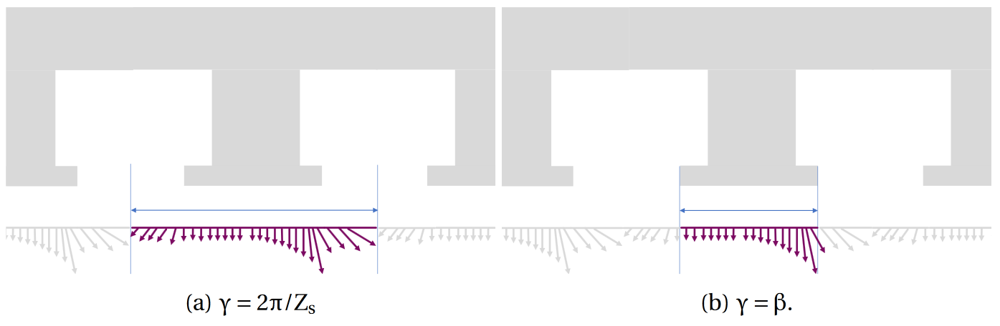 (a) γ = 2π/Zₛ
(b) γ = β.